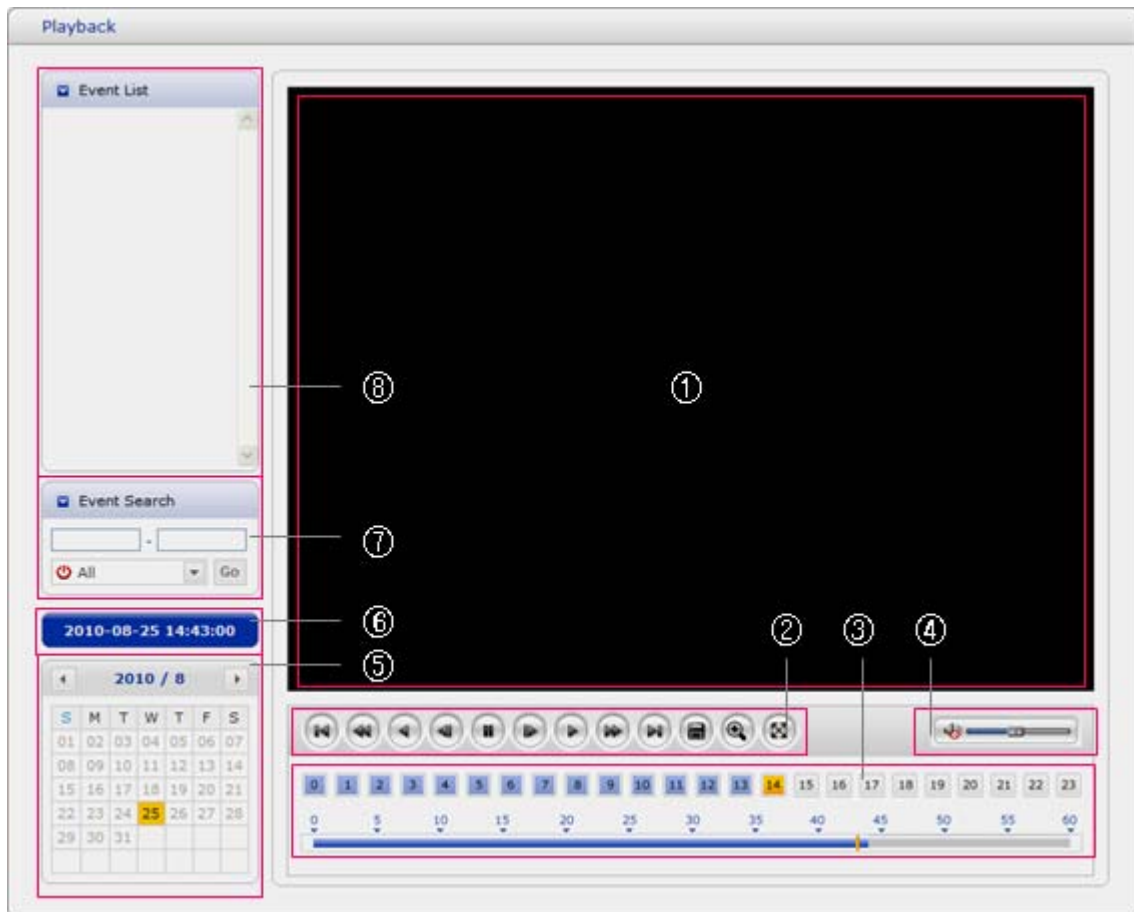 Playback
Event List
⑧
①
Event Search
-
⑦
All Go
2010-08-25 14:43:00
⑥
② ③ ④
⑤
2010 / 8
S M T W T F S
01 02 03 04 05 06 07
08 09 10 11 12 13 14
15 16 17 18 19 20 21
22 23 24 25 26 27 28
29 30 31
0 1 2 3 4 5 6 7 8 9 10 11 12 13 14 15 16 17 18 19 20 21 22 23
0 5 10 15 20 25 30 35 40 45 50 55 60